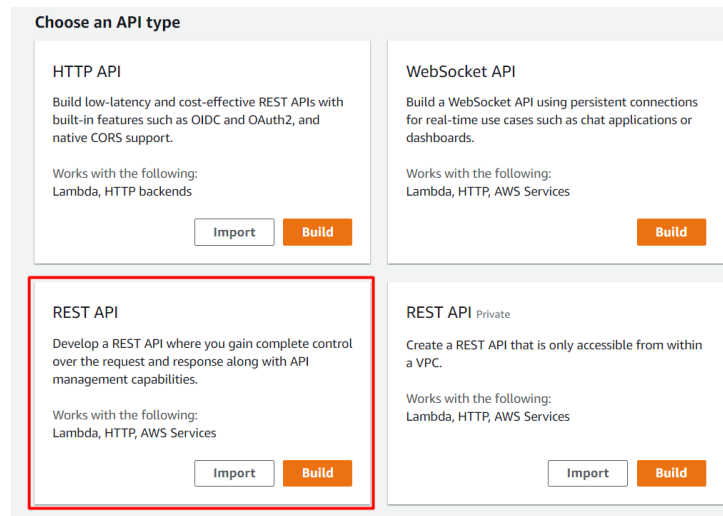 Choose an API type
HTTP API
Build low-latency and cost-effective REST APIs with
built-in features such as OIDC and OAuth2, and
native CORS support.
Works with the following:
Lambda, HTTP backends
Import
Build
WebSocket API
Build a WebSocket API using persistent connections
for real-time use cases such as chat applications or
dashboards.
Works with the following:
Lambda, HTTP, AWS Services
Build
REST API
Develop a REST API where you gain complete control
over the request and response along with API
management capabilities.
Works with the following:
Lambda, HTTP, AWS Services
Import
Build
REST API Private
Create a REST API that is only accessible from within
a VPC.
Works with the following:
Lambda, HTTP, AWS Services
Import
Build